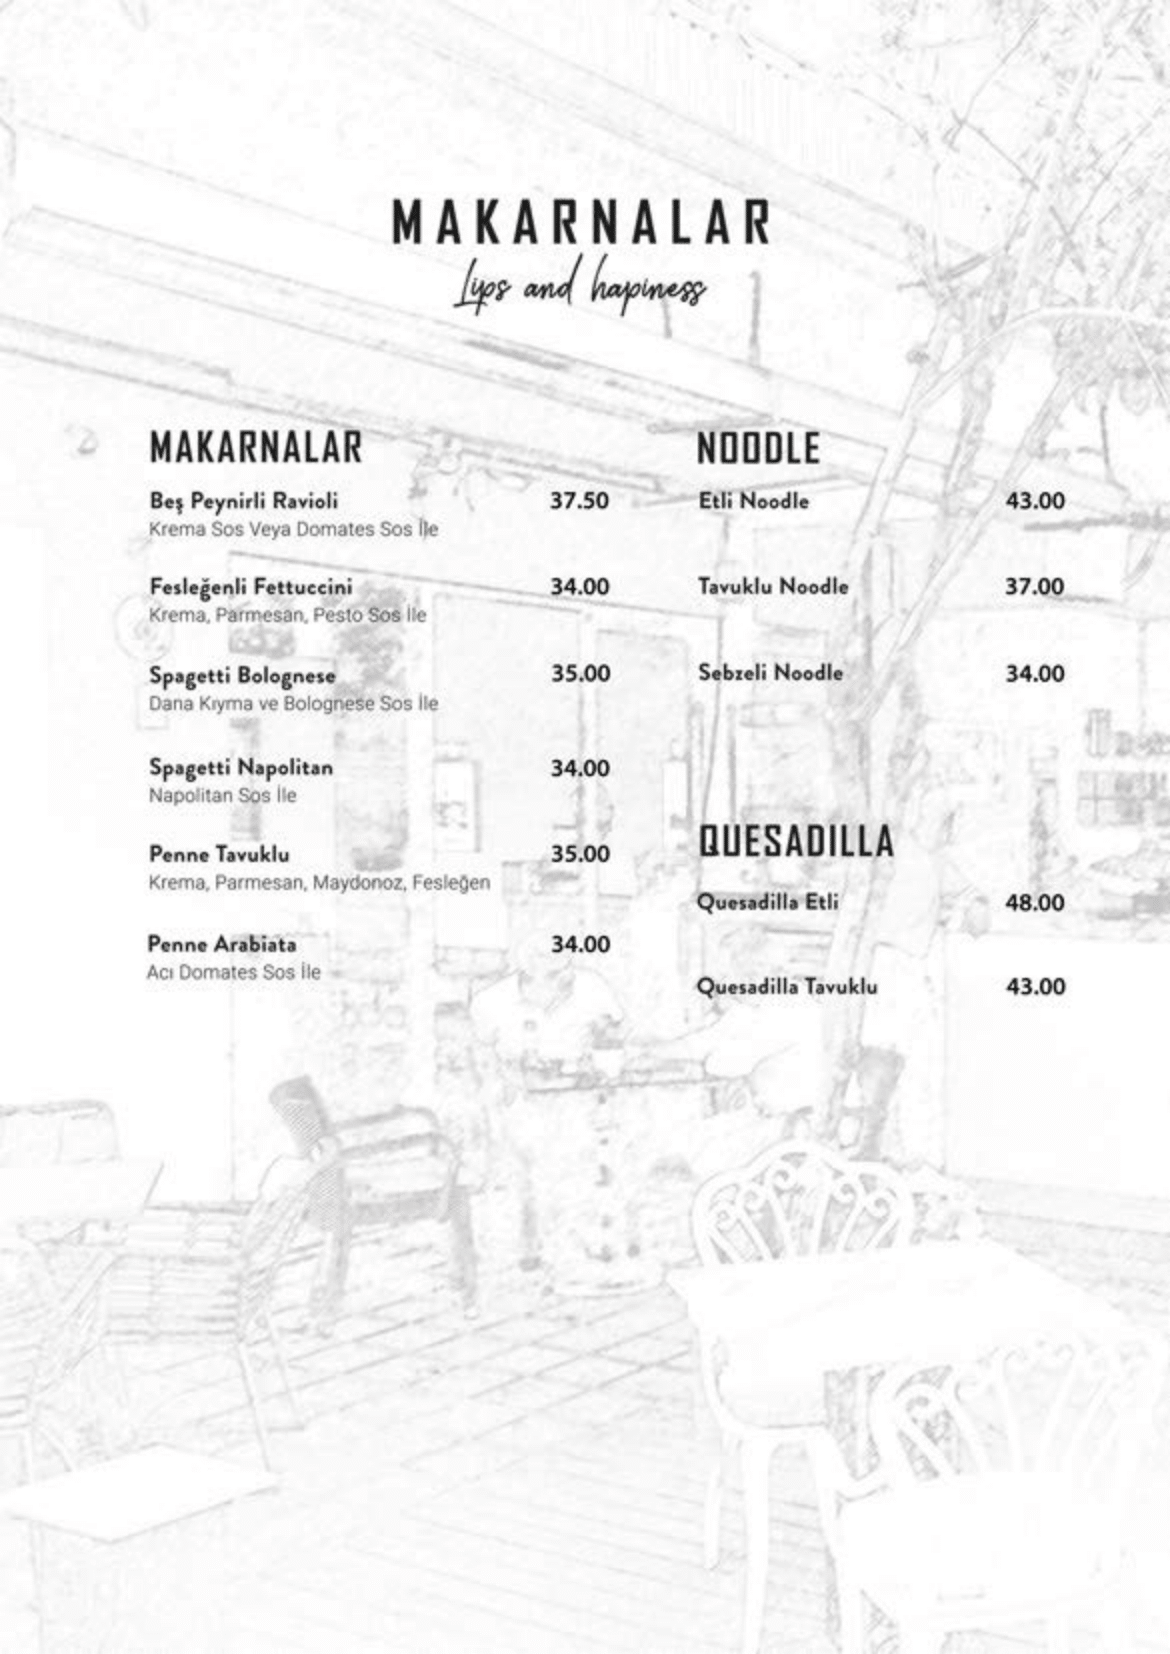 MAKARNALAR
Lips and hapiness
MAKARNALAR
Beş Peynirli Ravioli 37.50
Krema Sos Veya Domates Sos İle
Fesleğenli Fettuccini 34.00
Krema, Parmesan, Pesto Sos İle
Spagetti Bolognese 35.00
Dana Kıyma ve Bolognese Sos İle
Spagetti Napolitan 34.00
Napolitan Sos İle
Penne Tavuklu 35.00
Krema, Parmesan, Maydonoz, Fesleğen
Penne Arabiata 34.00
Acı Domates Sos İle
NOODLE
Etli Noodle 43.00
Tavuklu Noodle 37.00
Sebzeli Noodle 34.00
QUESADILLA
Quesadilla Etli 48.00
Quesadilla Tavuklu 43.00